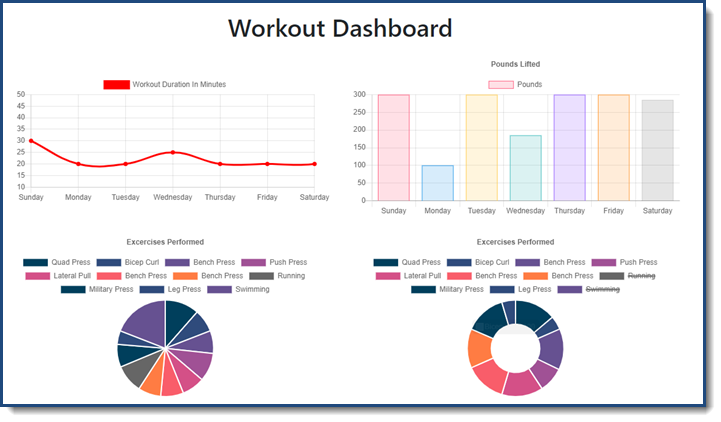 Workout Dashboard
Workout Duration In Minutes
50
45
40
35
30
25
20
15
10
Sunday Monday Tuesday Wednesday Thursday Friday Saturday
Pounds Lifted
Pounds
300
250
200
150
100
50
0
Sunday Monday Tuesday Wednesday Thursday Friday Saturday
Excercises Performed
Quad Press Bicep Curl Bench Press Push Press
Lateral Pull Bench Press Bench Press Running
Military Press Leg Press Swimming
Excercises Performed
Quad Press Bicep Curl Bench Press Push Press
Lateral Pull Bench Press Bench Press Running
Military Press Leg Press Swimming